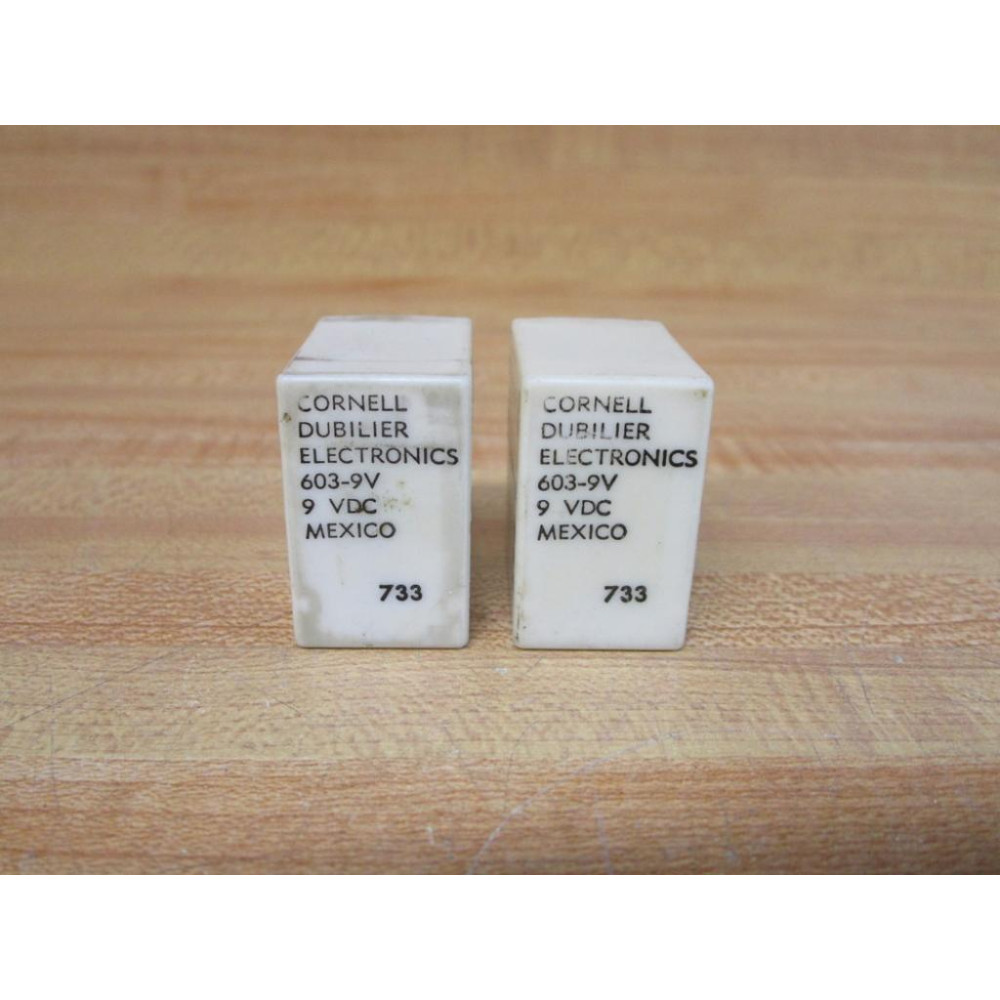 CORNELL
DUBILIER
ELECTRONICS
603-9V
9 VDC
MEXICO
733
CORNELL
DUBILIER
ELECTRONICS
603-9V
9 VDC
MEXICO
733